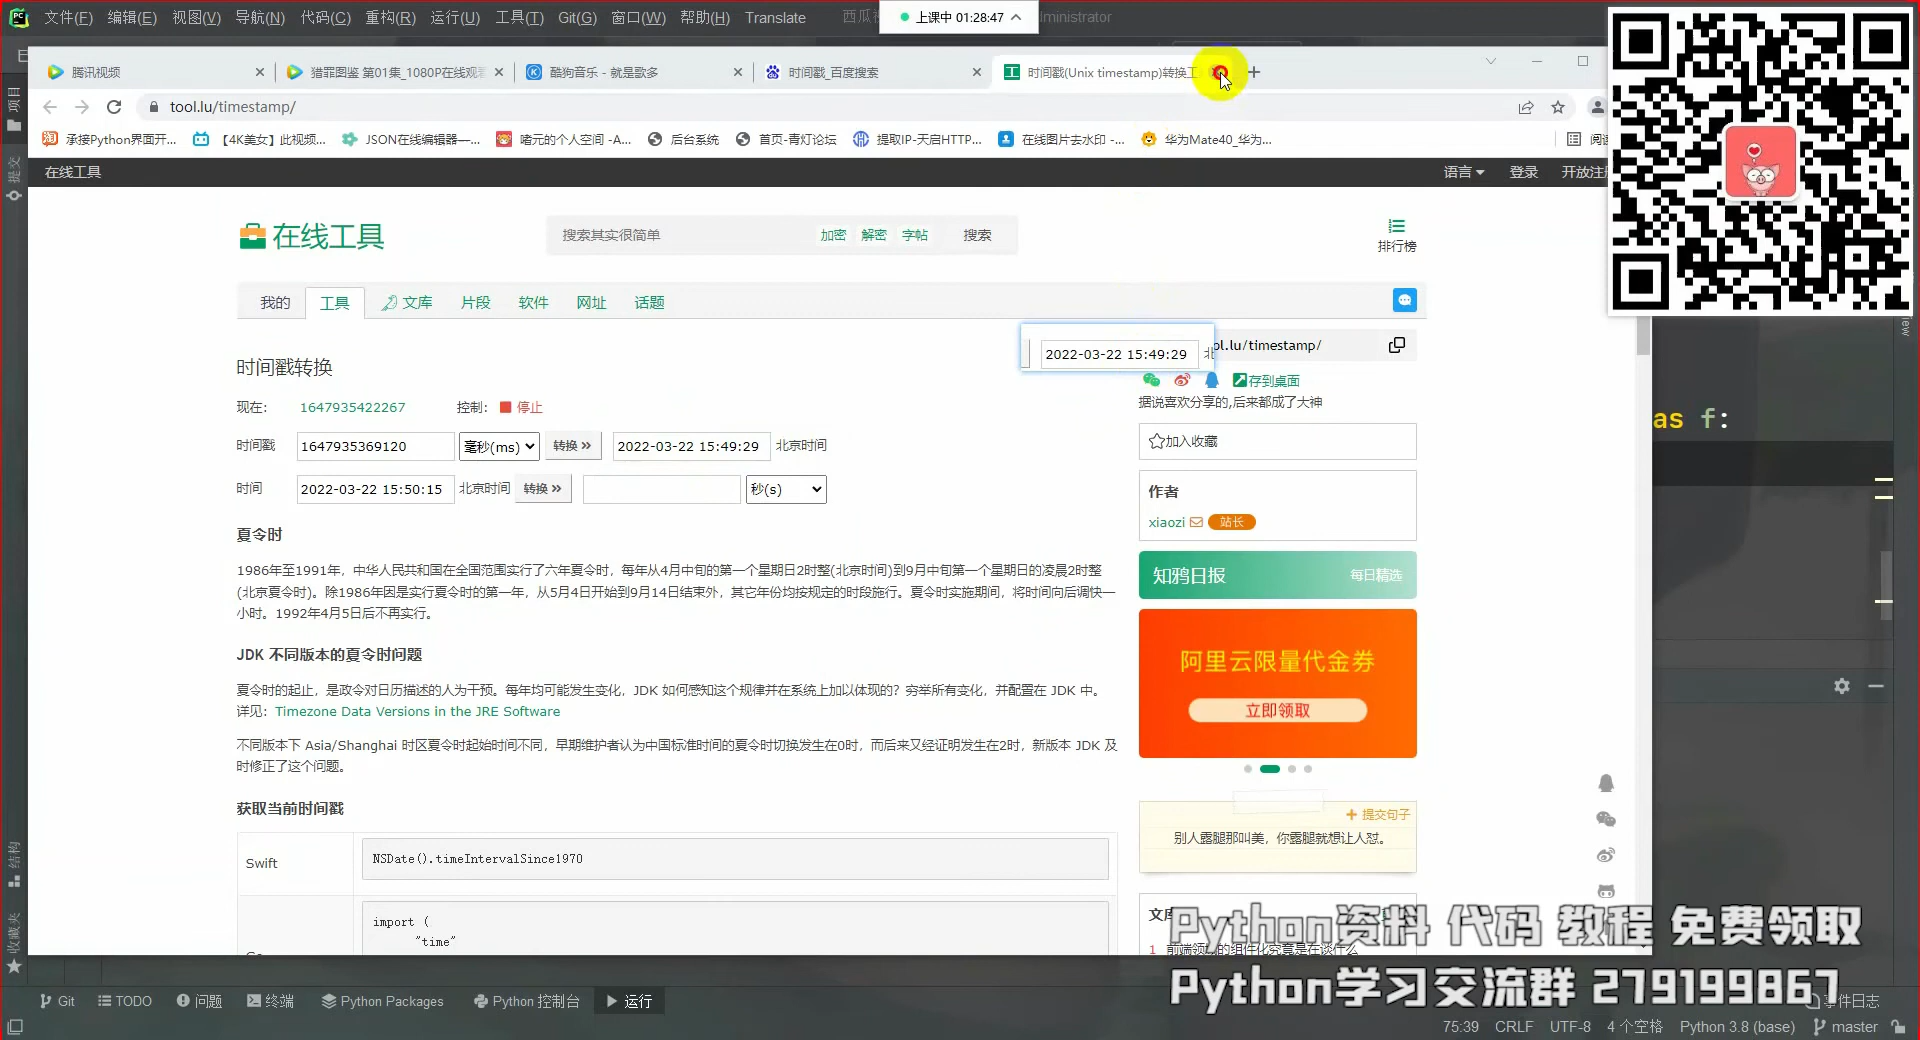 文件(F) 编辑(E) 视图(V) 导航(N) 代码(C) 重构(R) 运行(U) 工具(T) Git(G) 窗口(W) 帮助(H) Translate
上课中 01:28:47
腾讯视频
猎罪图鉴 第01集_1080P在线观看
酷狗音乐 - 就是歌多
时间戳_百度搜索
时间戳(Unix timestamp)转换工
tool.lu/timestamp/
承接Python界面开...
【4K美女】此视频...
JSON在线编辑器—...
啫元的个人空间 -A...
后台系统
首页-青灯论坛
提取IP-天启HTTP...
在线图片去水印 -...
华为Mate40_华为...
在线工具
语言
登录
开放注册
在线工具
搜索其实很简单
加密 解密 字帖
搜索
排行榜
我的 工具 文库 片段 软件 网址 话题
2022-03-22 15:49:29
ol.lu/timestamp/
时间戳转换
存到桌面
据说喜欢分享的,后来都成了大神
现在: 1647935422267 控制: 停止
时间戳 1647935369120 毫秒(ms) 转换 » 2022-03-22 15:49:29 北京时间
加入收藏
时间 2022-03-22 15:50:15 北京时间 转换 » 秒(s)
作者
xiaozi 站长
夏令时
1986年至1991年，中华人民共和国在全国范围实行了六年夏令时，每年从4月中旬的第一个星期日2时整(北京时间)到9月中旬第一个星期日的凌晨2时整
(北京夏令时)。除1986年因是实行夏令时的第一年，从5月4日开始到9月14日结束外，其它年份均按规定的时段施行。夏令时实施期间，将时间向后调快一
小时。1992年4月5日后不再实行。
知鸦日报 每日精选
JDK 不同版本的夏令时问题
夏令时的起止，是政令对日历描述的人为干预。每年均可能发生变化，JDK 如何感知这个规律并在系统上加以体现的？穷举所有变化，并配置在 JDK 中。
详见：Timezone Data Versions in the JRE Software
阿里云限量代金券
立即领取
不同版本下 Asia/Shanghai 时区夏令时起始时间不同，早期维护者认为中国标准时间的夏令时切换发生在0时，而后来又经证明发生在2时，新版本 JDK 及
时修正了这个问题。
获取当前时间戳
提交句子
别人露腿那叫美，你露腿就想让人怼。
Swift
NSDate().timeIntervalSince1970
import (
"time"
1 前端领域的组件化究竟是在谈什么
as f:
项目
提交
结构
收藏夹
Python资料 代码 教程 免费领取
Python学习交流群 279199867
Git TODO 问题 终端 Python Packages Python 控制台 运行
事件日志
75:39 CRLF UTF-8 4 个空格 Python 3.8 (base) master